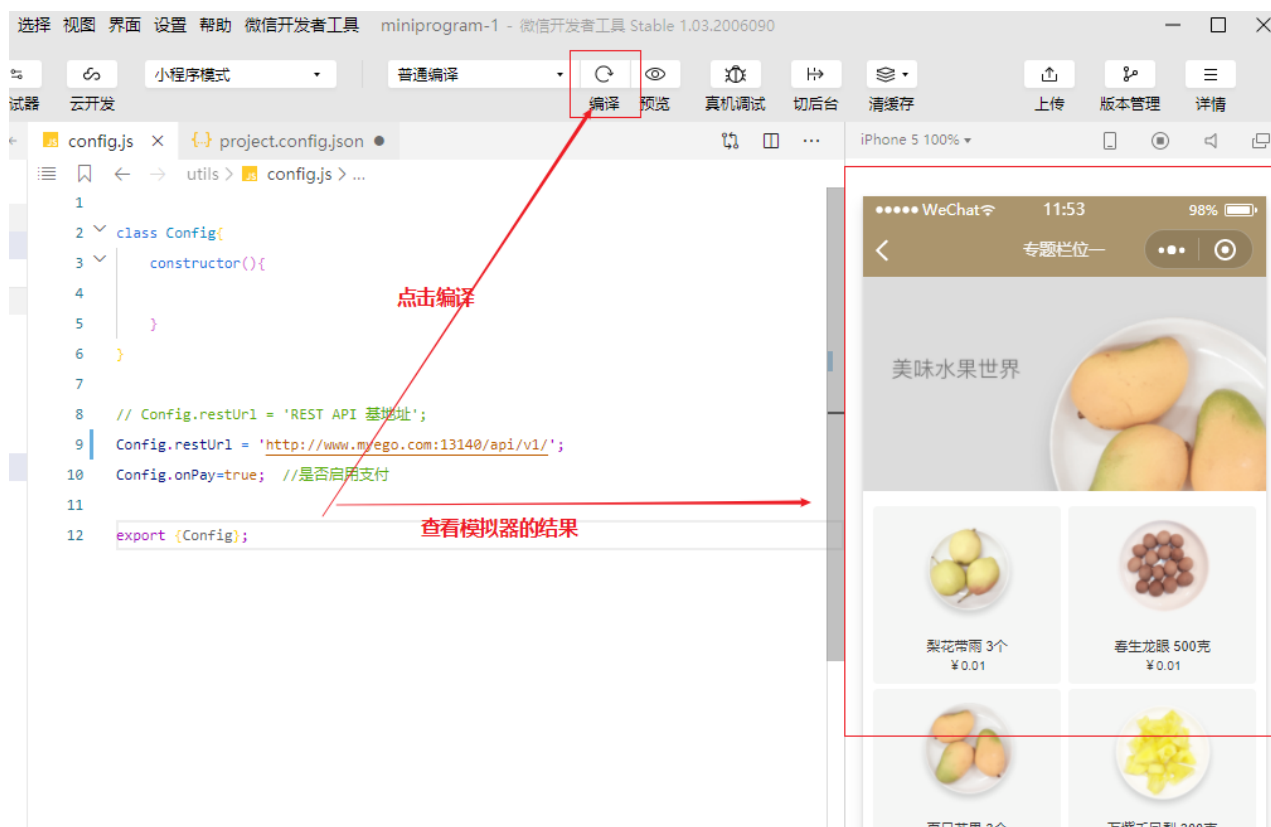 选择 视图 界面 设置 帮助 微信开发者工具 miniprogram-1 - 微信开发者工具 Stable 1.03.2006090
小程序模式 普通编译
试器 云开发 编译 预览 真机调试 切后台 清缓存 上传 版本管理 详情
config.js project.config.json
iPhone 5 100%
utils > config.js > ...
1
2 class Config{
3 constructor(){
4
5 }
6 }
7
8 // Config.restUrl = 'REST API 基地址';
9 Config.restUrl = 'http://www.myego.com:13140/api/v1/';
10 Config.onPay=true; //是否启用支付
11
12 export {Config};
点击编译
查看模拟器的结果
WeChat 11:53 98%
专题栏位一
美味水果世界
梨花带雨 3个
￥0.01
春生龙眼 500克
￥0.01